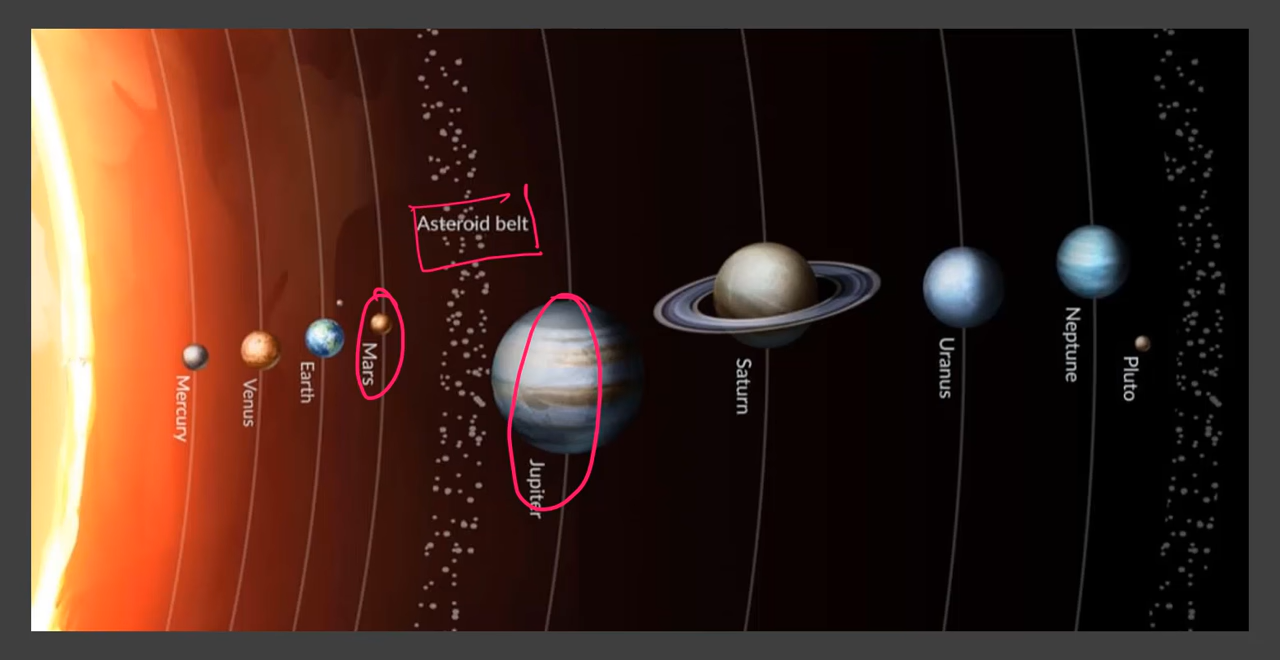 Asteroid belt
Mercury
Venus
Earth
Mars
Jupiter
Saturn
Uranus
Neptune
Pluto